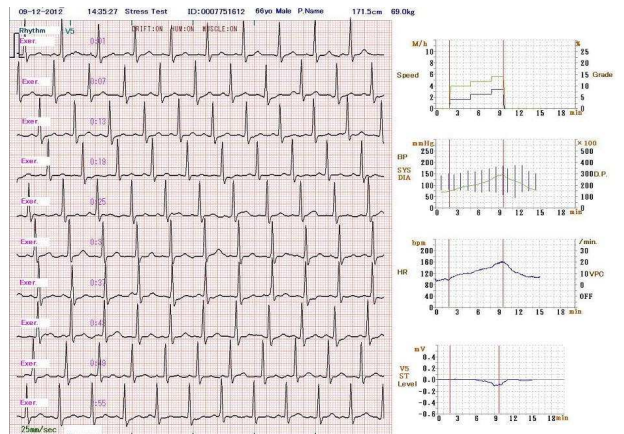 09-12-2012 14:35:27 Stress Test ID:0007751612 66yo Male P.Name 171.5cm 69.0kg
Rhythm V5 DRIFT:ON HUM:ON MUSCLE:ON
Exer. 0:01
Exer. 0:07
Exer. 0:13
Exer. 0:19
Exer. 0:25
Exer. 0:31
Exer. 0:37
Exer. 0:43
Exer. 0:49
Exer. 0:55
25mm/sec
M/h %
10 25
8 20
Speed 6 15 Grade
4 10
2 5
0 0
0 3 6 9 12 15 18 min
mmHg ×100
250 500
BP 200 400
SYS 150 300 D.P.
DIA 100 200
50 100
0
0 3 6 9 12 15 18 min
bpm /min.
200 30
160 20
HR 120 10 VPC
80 0
40 OFF
0 3 6 9 12 15 18 min
mV
0.4
V5 0.2
ST 0.0
Level -0.2
-0.4
-0.6
0 3 6 9 12 15 18min